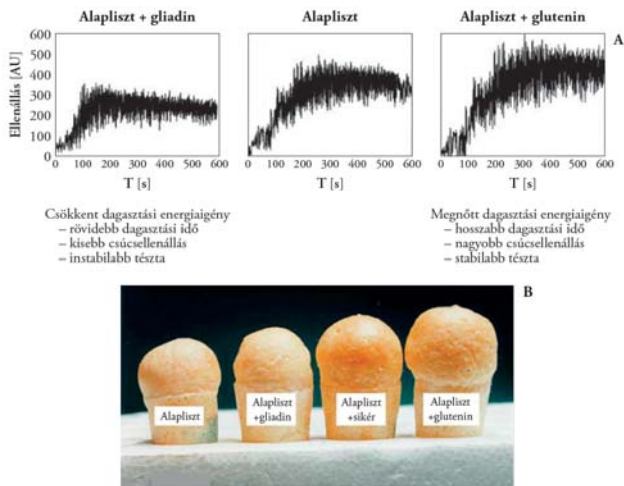 Alapliszt + gliadin
Alapliszt
Alapliszt + glutenin
A
Ellenállás [AU]
600
500
400
300
200
100
0
0 100 200 300 400 500 600
0 100 200 300 400 500 600
0 100 200 300 400 500 600
T [s]
T [s]
T [s]
Csökkent dagasztási energiaigény
– rövidebb dagasztási idő
– kisebb csúcsellenállás
– instabilabb tészta
Megnőtt dagasztási energiaigény
– hosszabb dagasztási idő
– nagyobb csúcsellenállás
– stabilabb tészta
B
Alapliszt
Alapliszt
+gliadin
Alapliszt
+sikér
Alapliszt
+glutenin